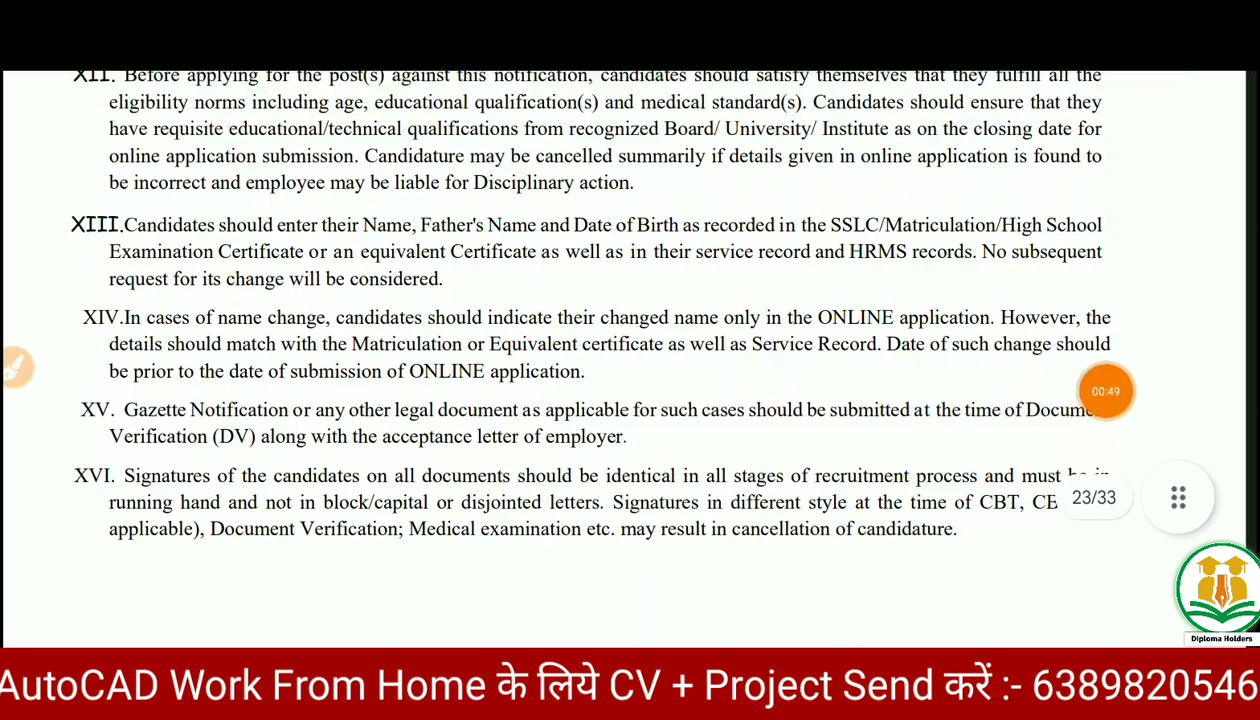 XII. Before applying for the post(s) against this notification, candidates should satisfy themselves that they fulfill all the
eligibility norms including age, educational qualification(s) and medical standard(s). Candidates should ensure that they
have requisite educational/technical qualifications from recognized Board/ University/ Institute as on the closing date for
online application submission. Candidature may be cancelled summarily if details given in online application is found to
be incorrect and employee may be liable for Disciplinary action.
XIII.Candidates should enter their Name, Father's Name and Date of Birth as recorded in the SSLC/Matriculation/High School
Examination Certificate or an equivalent Certificate as well as in their service record and HRMS records. No subsequent
request for its change will be considered.
XIV.In cases of name change, candidates should indicate their changed name only in the ONLINE application. However, the
details should match with the Matriculation or Equivalent certificate as well as Service Record. Date of such change should
be prior to the date of submission of ONLINE application.
00:49
XV. Gazette Notification or any other legal document as applicable for such cases should be submitted at the time of
Verification (DV) along with the acceptance letter of employer.
XVI. Signatures of the candidates on all documents should be identical in all stages of recruitment process and must
running hand and not in block/capital or disjointed letters. Signatures in different style at the time of CBT,
23/33
applicable), Document Verification; Medical examination etc. may result in cancellation of candidature.
Diploma Holders
AutoCAD Work From Home के लिये CV + Project Send करें :- 6389820546